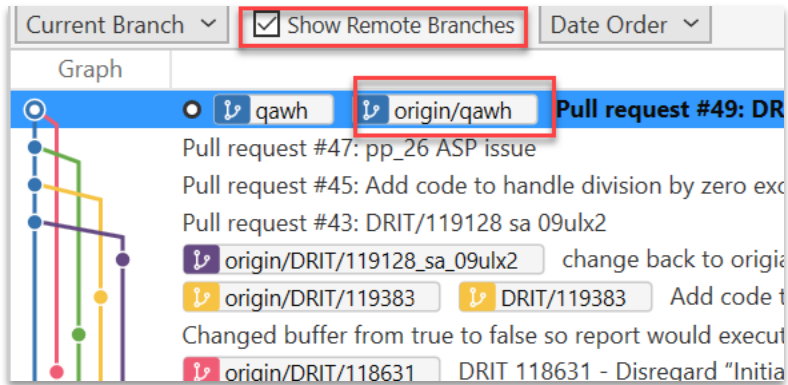 Current Branch Show Remote Branches Date Order
Graph
qawh origin/qawh Pull request #49: DR
Pull request #47: pp_26 ASP issue
Pull request #45: Add code to handle division by zero exc
Pull request #43: DRIT/119128 sa 09ulx2
origin/DRIT/119128_sa_09ulx2 change back to origia
origin/DRIT/119383 DRIT/119383 Add code t
Changed buffer from true to false so report would execut
origin/DRIT/118631 DRIT 118631 - Disregard "Initia